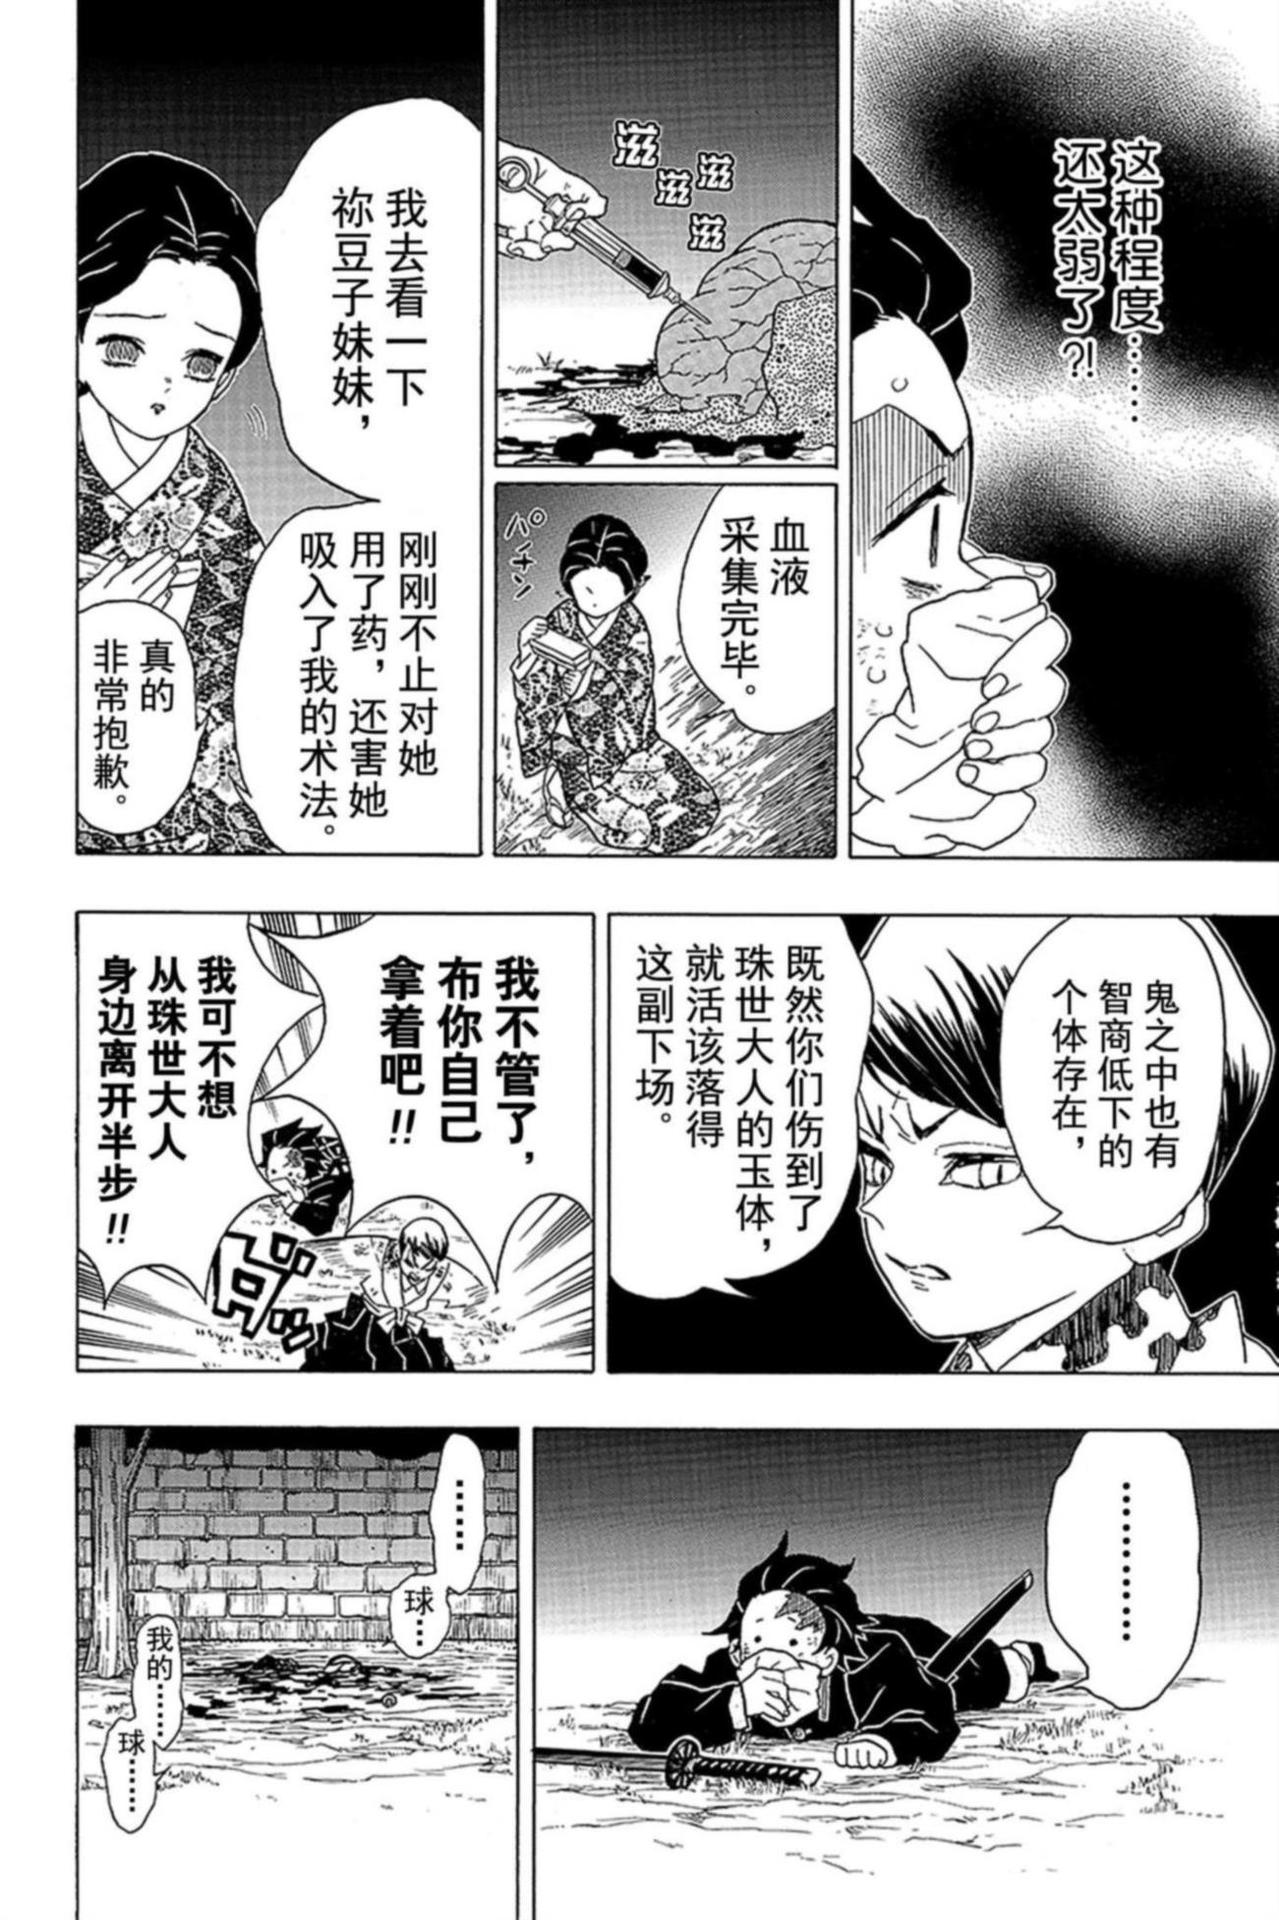 这种程度……
还太弱了?!
滋
滋
滋
滋
血液
采集完毕。
パチン
我去看一下
祢豆子妹妹，
刚刚不止对她
用了药，还害她
吸入了我的术法。
真的
非常抱歉。
鬼之中也有
智商低下的
个体存在，
既然你们伤到了
珠世大人的玉体，
就活该落得
这副下场。
我不管了，
布你自己
拿着吧!!
我可不想
从珠世大人
身边离开半步!!
…………
……
球……
我的……
球……